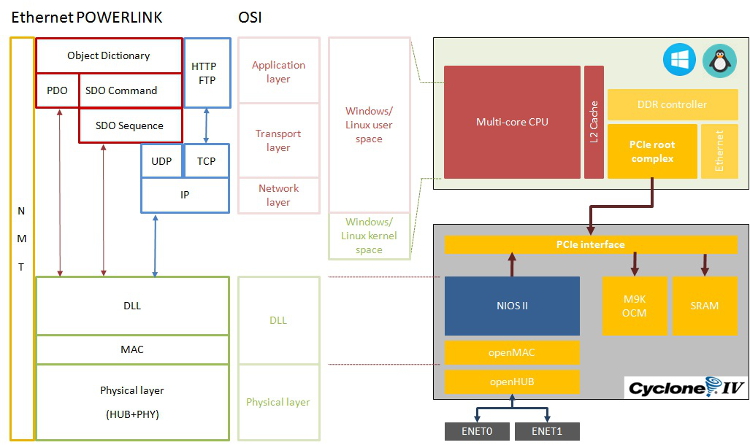 Ethernet POWERLINK
OSI
NMT
Object Dictionary
PDO
SDO Command
SDO Sequence
HTTP
FTP
UDP
TCP
IP
DLL
MAC
Physical layer
(HUB+PHY)
Application
layer
Transport
layer
Network
layer
DLL
Physical layer
Windows/
Linux user
space
Windows/
Linux kernel
space
Multi-core CPU
L2 Cache
DDR controller
PCIe root
complex
Ethernet
PCIe interface
NIOS II
M9K
OCM
SRAM
openMAC
openHUB
Cyclone IV
ENET0
ENET1